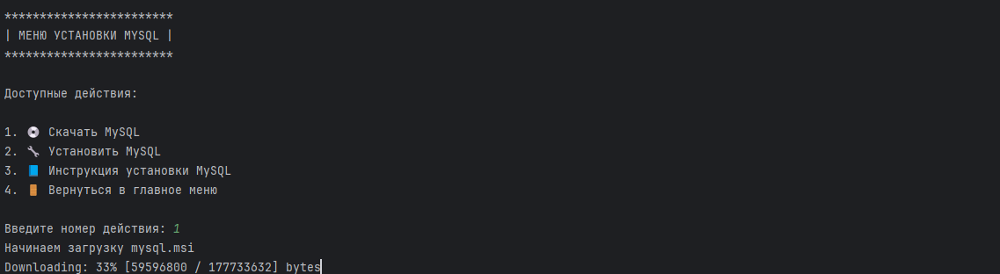 ************************
| МЕНЮ УСТАНОВКИ MYSQL |
************************
Доступные действия:
1. 💿 Скачать MySQL
2. 🔧 Установить MySQL
3. 📘 Инструкция установки MySQL
4. 🚪 Вернуться в главное меню
Введите номер действия: 1
Начинаем загрузку mysql.msi
Downloading: 33% [59596800 / 177733632] bytes